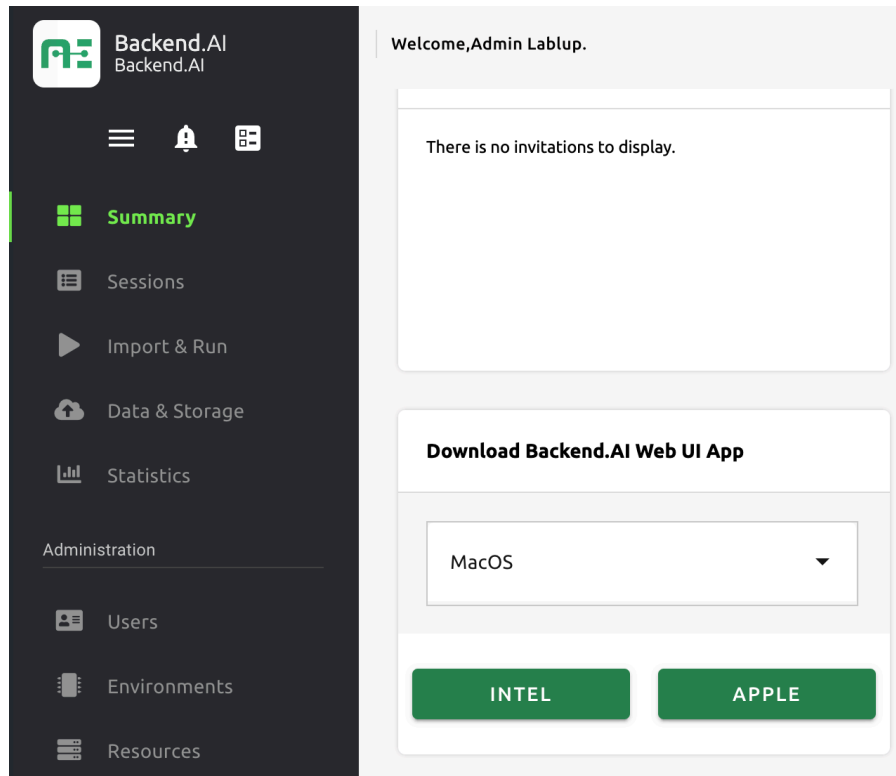 Backend.AI
Backend.AI
Summary
Sessions
Import & Run
Data & Storage
Statistics
Administration
Users
Environments
Resources
Welcome,Admin Lablup.
There is no invitations to display.
Download Backend.AI Web UI App
MacOS
INTEL
APPLE